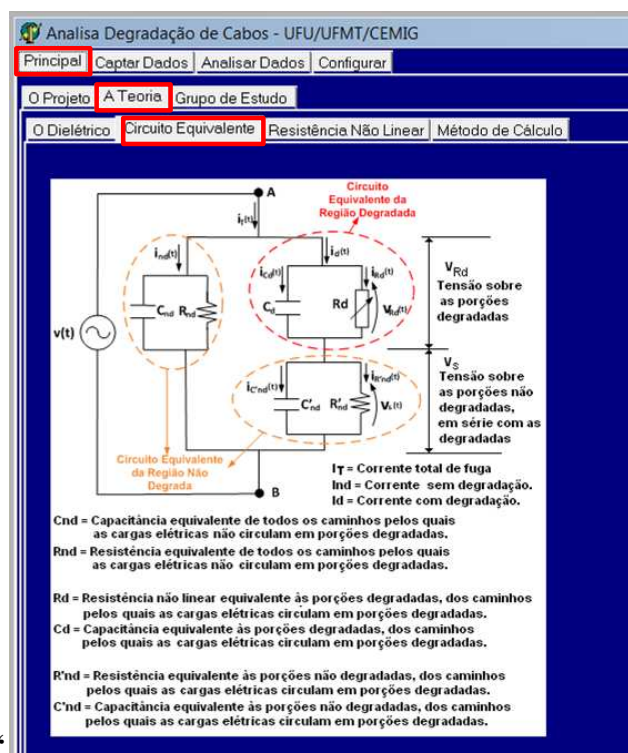 Analisa Degradação de Cabos - UFU/UFMT/CEMIG
Principal Captar Dados Analisar Dados Configurar
O Projeto A Teoria Grupo de Estudo
O Dielétrico Circuito Equivalente Resistência Não Linear Método de Cálculo
A
Circuito
Equivalente da
Região Degradada
iT(t)
ind(t)
id(t)
iCd(t)
iRd(t)
Cnd Rnd
Cd
Rd
VRd(t)
v(t)
VRd
Tensão sobre
as porções
degradadas
iC'nd(t)
iR'nd(t)
C'nd
R'nd
Vs(t)
Vs
Tensão sobre
as porções não
degradadas,
em série com as
degradadas
Circuito Equivalente
da Região Não
Degrada
B
IT = Corrente total de fuga
Ind = Corrente sem degradação.
Id = Corrente com degradação.
Cnd = Capacitância equivalente de todos os caminhos pelos quais
as cargas elétricas não circulam em porções degradadas.
Rnd = Resistência equivalente de todos os caminhos pelos quais
as cargas elétricas não circulam em porções degradadas.
Rd = Resistência não linear equivalente às porções degradadas, dos caminhos
pelos quais as cargas elétricas circulam em porções degradadas.
Cd = Capacitância equivalente às porções degradadas, dos caminhos
pelos quais as cargas elétricas circulam em porções degradadas.
R'nd = Resistência equivalente às porções não degradadas, dos caminhos
pelos quais as cargas elétricas circulam em porções degradadas.
C'nd = Capacitância equivalente às porções não degradadas, dos caminhos
pelos quais as cargas elétricas circulam em porções degradadas.